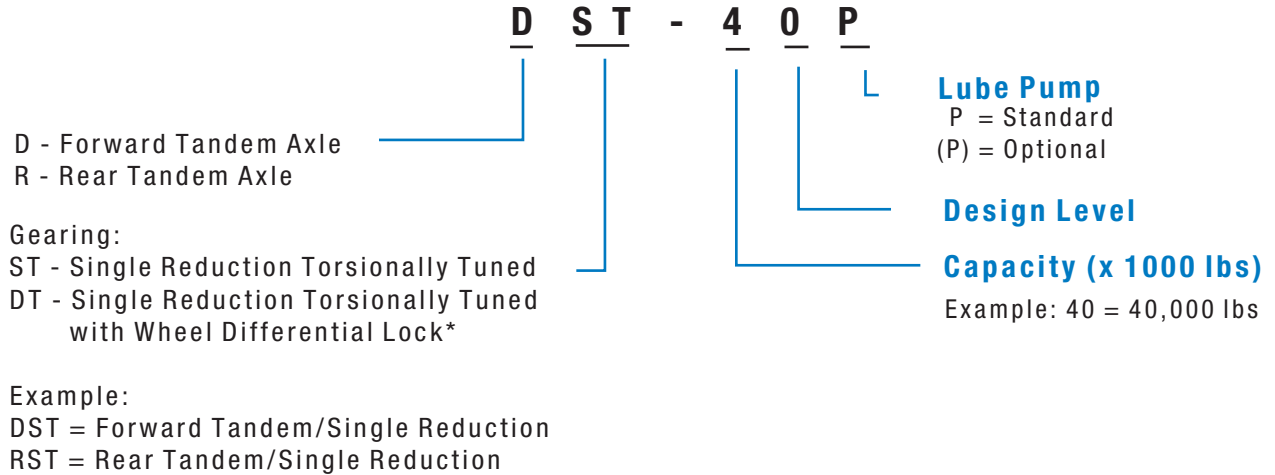 D ST - 4 0 P
D - Forward Tandem Axle
R - Rear Tandem Axle
Gearing:
ST - Single Reduction Torsionally Tuned
DT - Single Reduction Torsionally Tuned
with Wheel Differential Lock*
Example:
DST = Forward Tandem/Single Reduction
RST = Rear Tandem/Single Reduction
Lube Pump
P = Standard
(P) = Optional
Design Level
Capacity (x 1000 lbs)
Example: 40 = 40,000 lbs